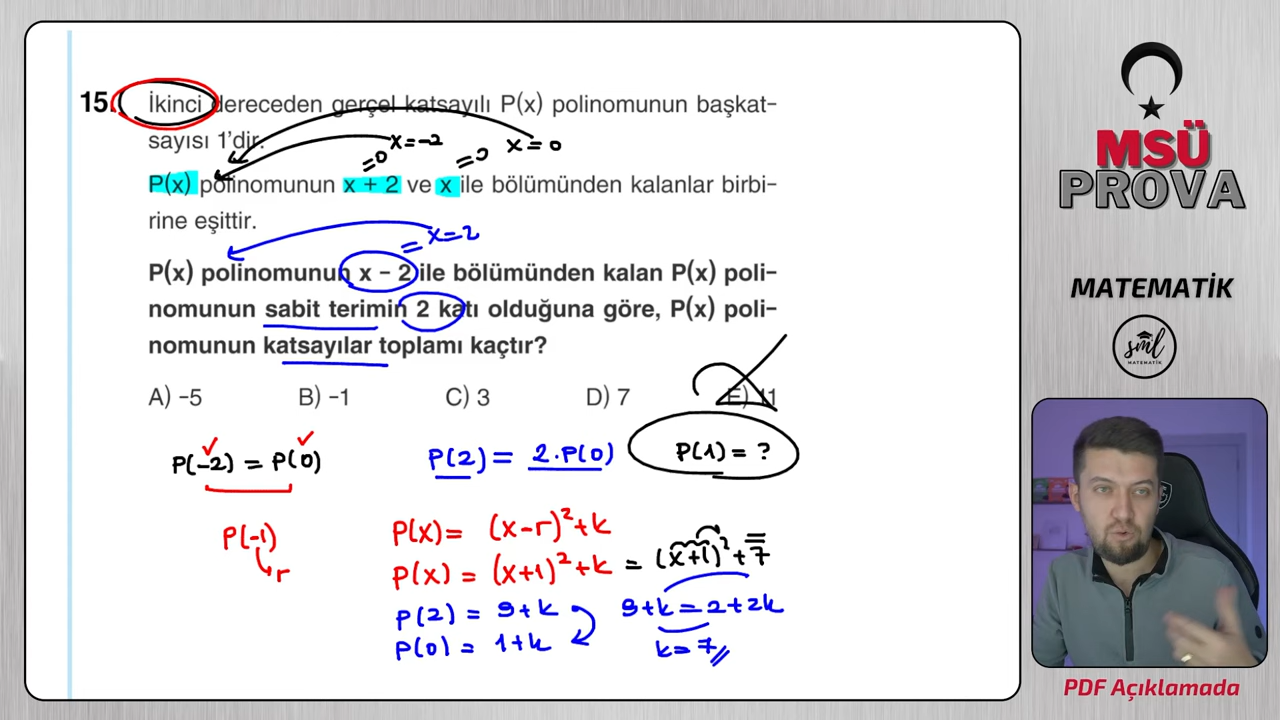 15. İkinci dereceden gerçel katsayılı P(x) polinomunun başkat-
sayısı 1'dir.
=0 x=-2 =0 x=0
P(x) polinomunun x + 2 ve x ile bölümünden kalanlar birbi-
rine eşittir.
= x=2
P(x) polinomunun x - 2 ile bölümünden kalan P(x) poli-
nomunun sabit terimin 2 katı olduğuna göre, P(x) poli-
nomunun katsayılar toplamı kaçtır?
A) -5 B) -1 C) 3 D) 7 E) 11
P(-2) = P(0) P(2) = 2·P(0) P(1) = ?
P(-1)
r
P(x) = (x-r)²+k
P(x) = (x+1)²+k = (x+1)²+7
P(2) = 9+k 9+k = 2+2k
P(0) = 1+k k=7
MSÜ
PROVA
MATEMATİK
sml
MATEMATİK
PDF Açıklamada